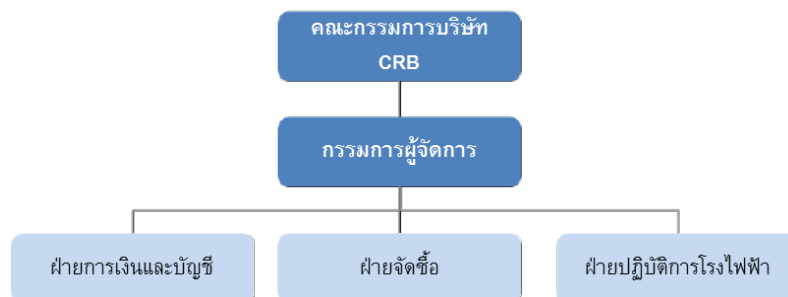 คณะกรรมการบริษัท
CRB
กรรมการผู้จัดการ
ฝ่ายการเงินและบัญชี
ฝ่ายจัดซื้อ
ฝ่ายปฏิบัติการโรงไฟฟ้า